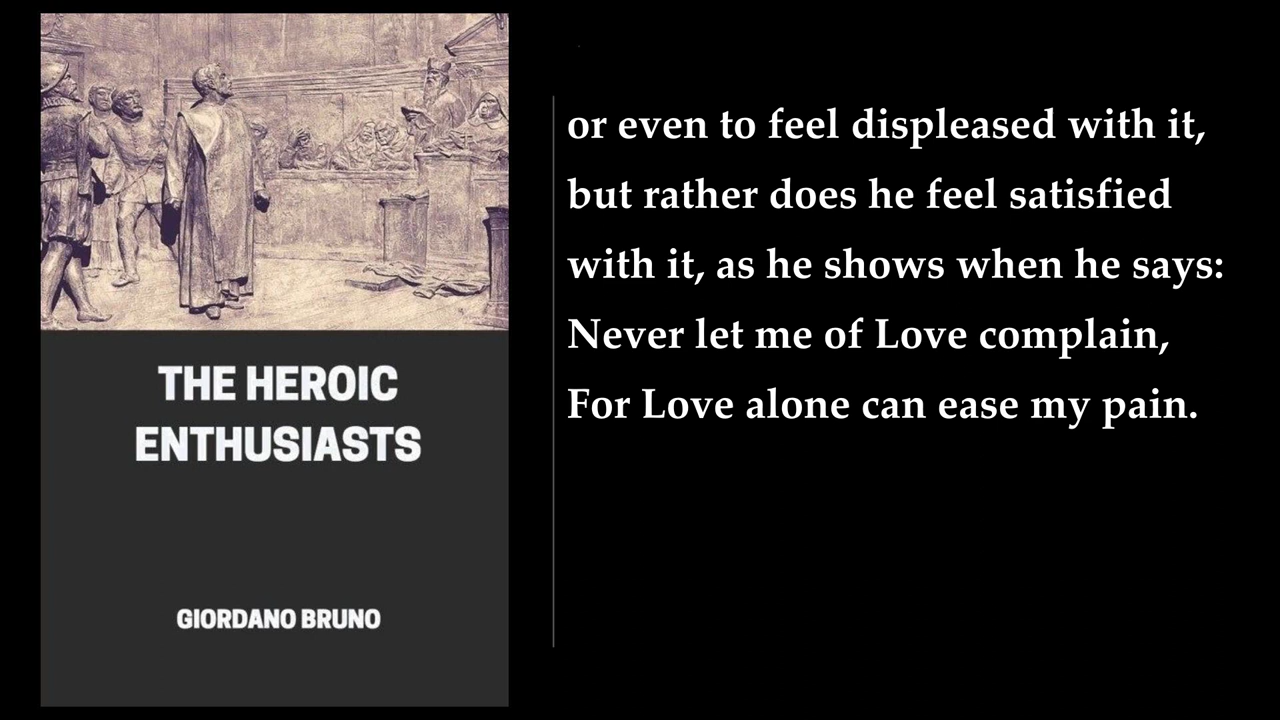 THE HEROIC
ENTHUSIASTS
GIORDANO BRUNO
or even to feel displeased with it,
but rather does he feel satisfied
with it, as he shows when he says:
Never let me of Love complain,
For Love alone can ease my pain.